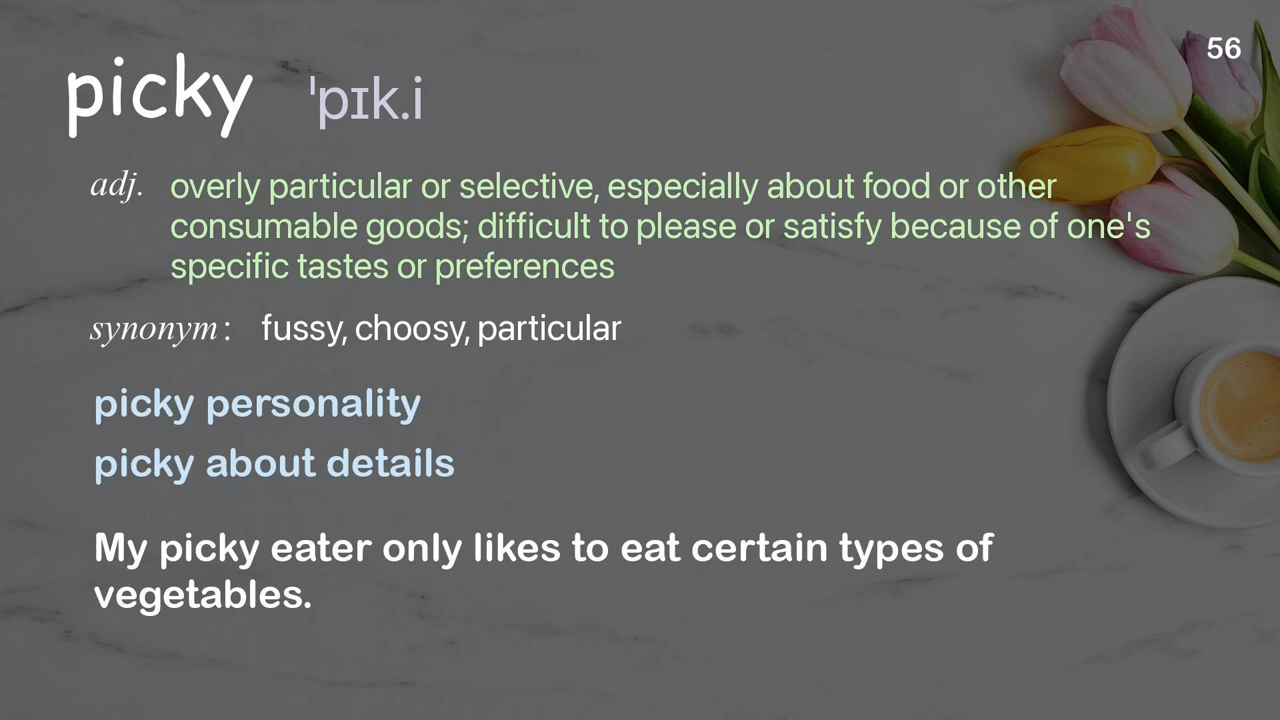 56
picky ˈpɪk.i
adj. overly particular or selective, especially about food or other
consumable goods; difficult to please or satisfy because of one's
specific tastes or preferences
synonym: fussy, choosy, particular
picky personality
picky about details
My picky eater only likes to eat certain types of
vegetables.